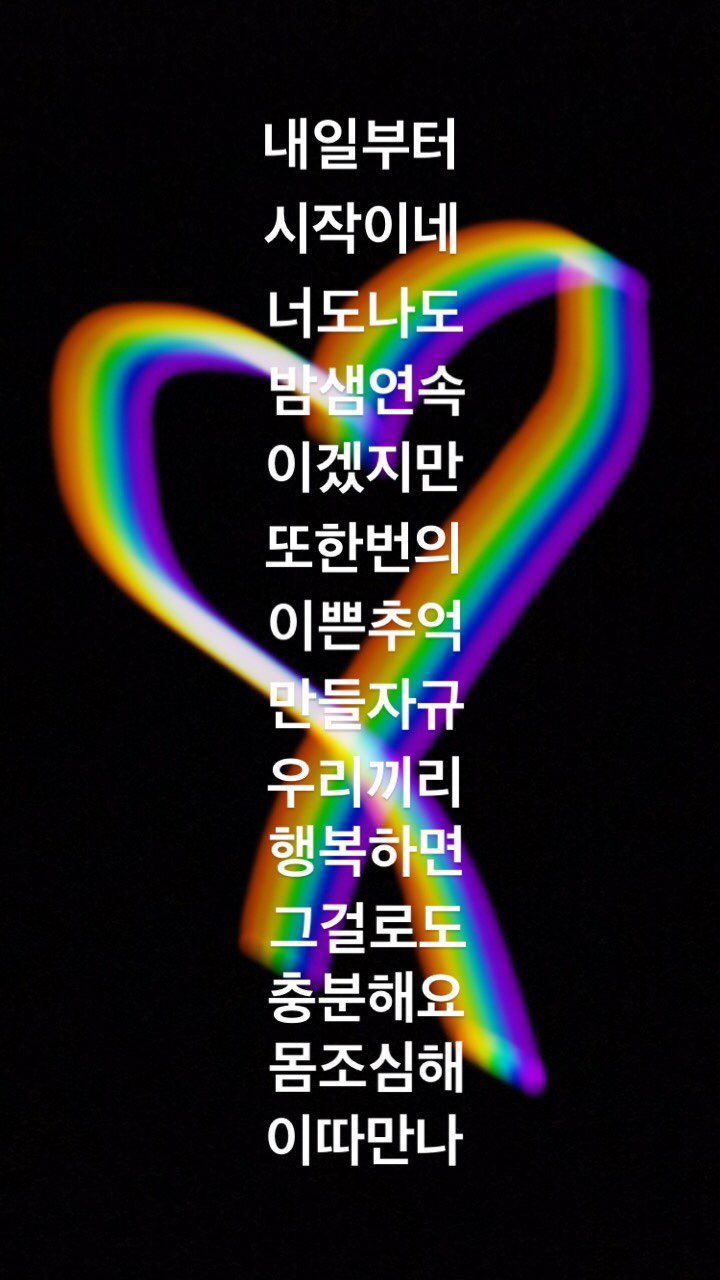 내일부터
시작이네
너도나도
밤샘연속
이겠지만
또한번의
이쁜추억
만들자규
우리끼리
행복하면
그걸로도
충분해요
몸조심해
이따만나